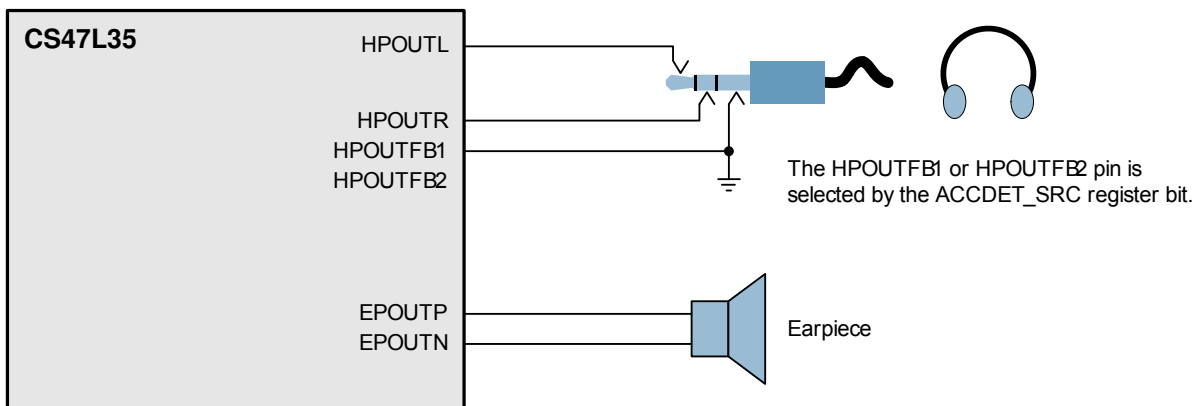 CS47L35
HPOUTL
HPOUTR
HPOUTFB1
HPOUTFB2
The HPOUTFB1 or HPOUTFB2 pin is
selected by the ACCDET_SRC register bit.
EPOUTP
EPOUTN
Earpiece